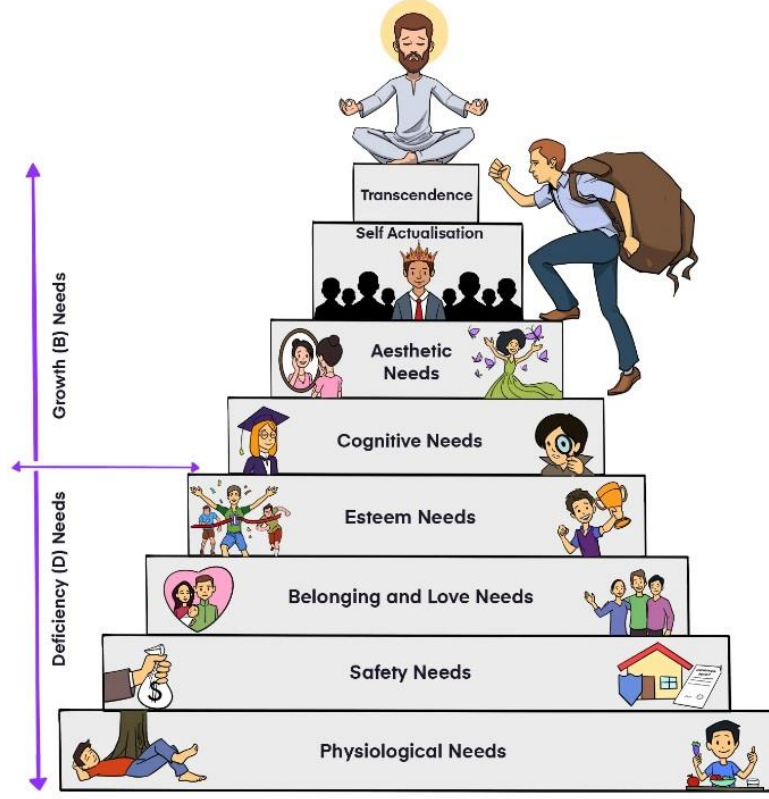 Transcendence
Self Actualisation
Aesthetic
Needs
Cognitive Needs
Esteem Needs
Belonging and Love Needs
Safety Needs
$
Physiological Needs
Growth (B) Needs
Deficiency (D) Needs